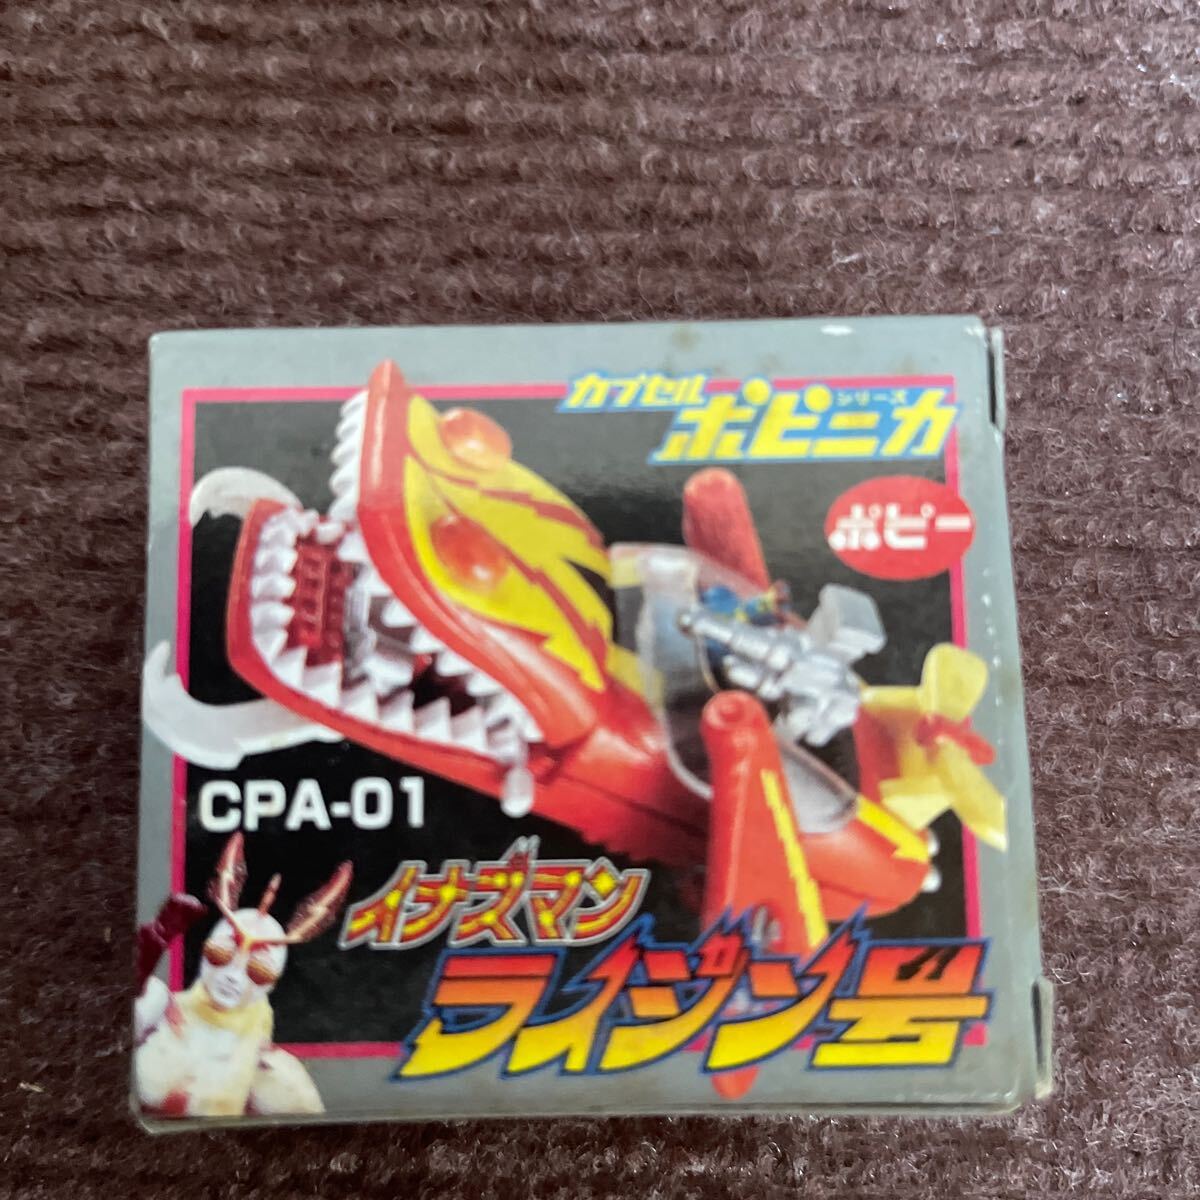 カプセル
ポピニカ
シリーズ
ポピー
CPA-01
イナズマン
ライジン号